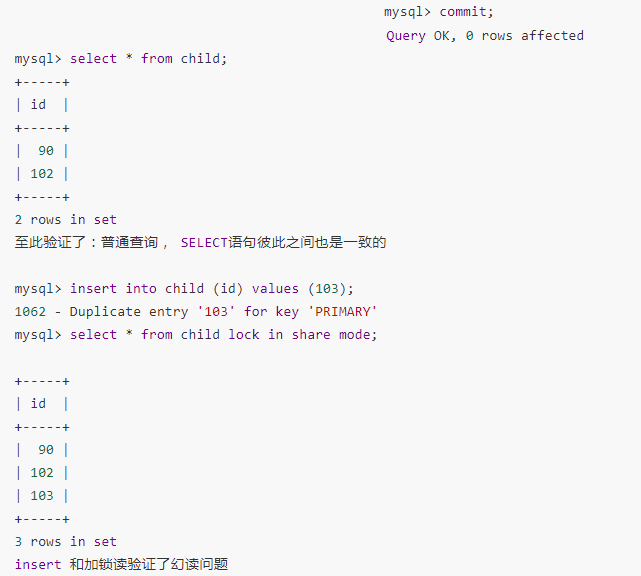 mysql> commit;
Query OK, 0 rows affected
mysql> select * from child;
+-----+
| id  |
+-----+
|  90 |
| 102 |
+-----+
2 rows in set
至此验证了：普通查询 ， SELECT语句彼此之间也是一致的
mysql> insert into child (id) values (103);
1062 - Duplicate entry '103' for key 'PRIMARY'
mysql> select * from child lock in share mode;
+-----+
| id  |
+-----+
|  90 |
| 102 |
| 103 |
+-----+
3 rows in set
insert 和加锁读验证了幻读问题